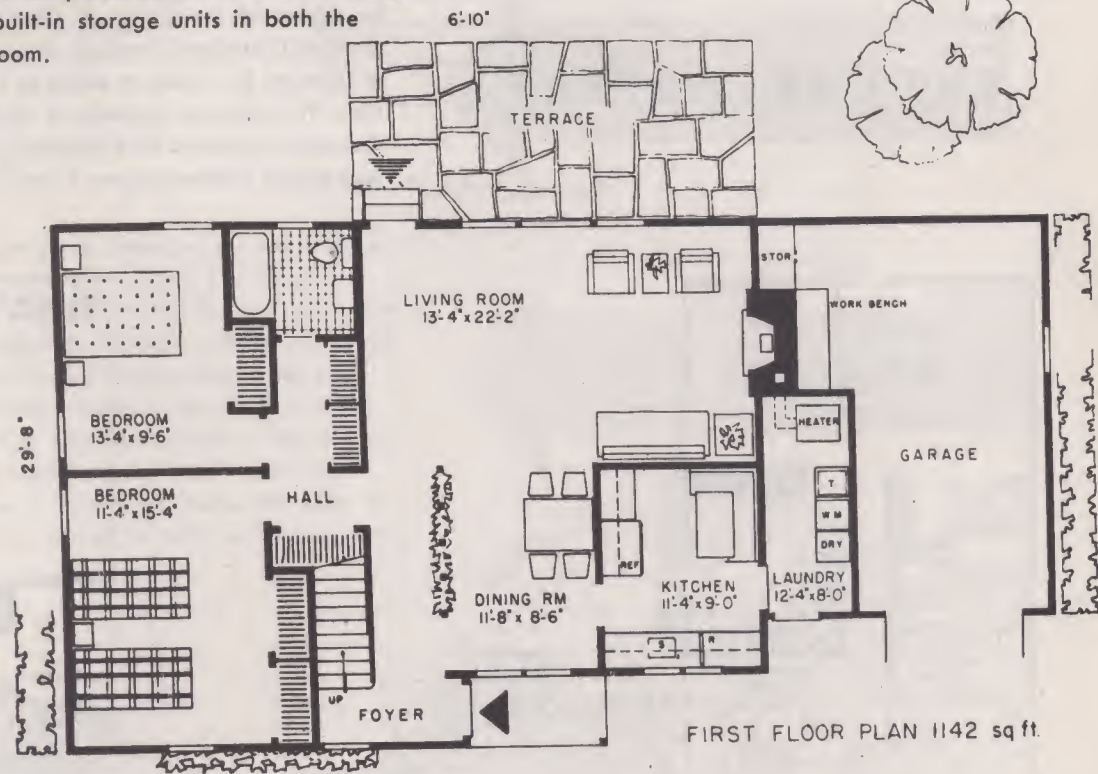 built-in storage units in both the
oom.
6'-10"
TERRACE
STOR.
WORK BENCH
LIVING ROOM
13'-4" x 22'-2"
HEATER
GARAGE
BEDROOM
13'-4" x 9'-6"
29'-8"
BEDROOM
11'-4" x 15'-4"
HALL
T
W M
DRY
REF
KITCHEN
11'-4" x 9'-0"
LAUNDRY
12'-4" x 8'-0"
DINING RM
11'-8" x 8'-6"
S
R
UP
FOYER
FIRST FLOOR PLAN 1142 sq ft.